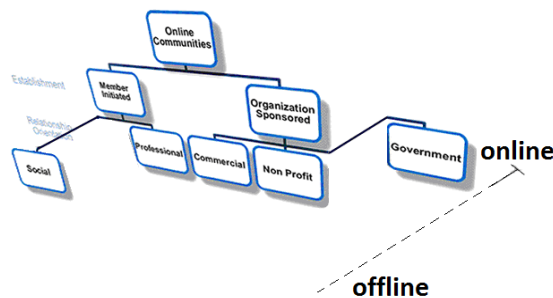 Online
Communities
Establishment
Member
Initiated
Organization
Sponsored
Relationship
Orientation
Social
Professional
Commercial
Non Profit
Government
online
offline